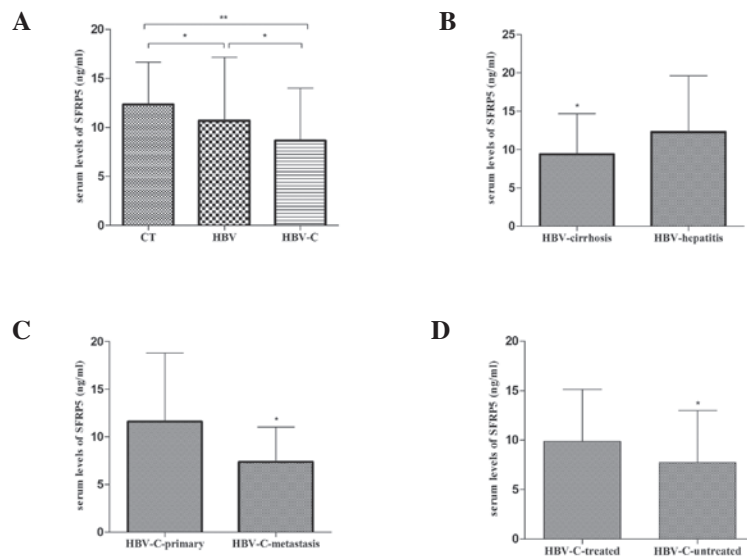 A
serum levels of SFRP5 (ng/ml)
20
15
10
5
0
**
* *
CT HBV HBV-C
B
serum levels of SFRP5 (ng/ml)
25
20
15
10
5
0
*
HBV-cirrhosis HBV-hepatitis
C
serum levels of SFRP5 (ng/ml)
20
15
10
5
0
*
HBV-C-primary HBV-C-metastasis
D
serum levels of SFRP5 (ng/ml)
20
15
10
5
0
*
HBV-C-treated HBV-C-untreated